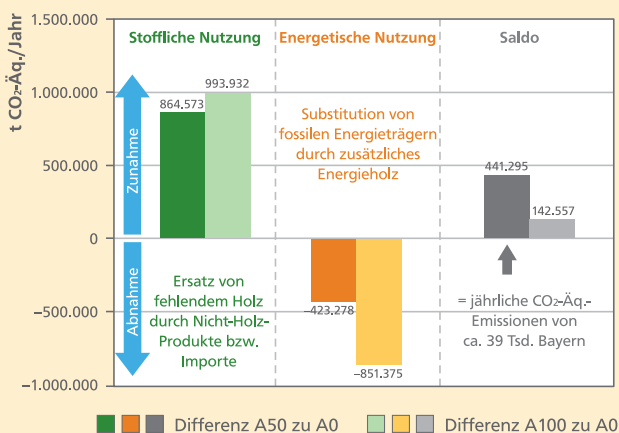 t CO₂-Äq./Jahr
1.500.000
1.000.000
500.000
0
−500.000
−1.000.000
Zunahme
Abnahme
Stoffliche Nutzung
864.573
993.932
Ersatz von
fehlendem Holz
durch Nicht-Holz-
Produkte bzw.
Importe
Energetische Nutzung
Substitution von
fossilen Energieträgern
durch zusätzliches
Energieholz
−423.278
−851.375
Saldo
441.295
142.557
= jährliche CO₂-Äq.-
Emissionen von
ca. 39 Tsd. Bayern
Differenz A50 zu A0
Differenz A100 zu A0